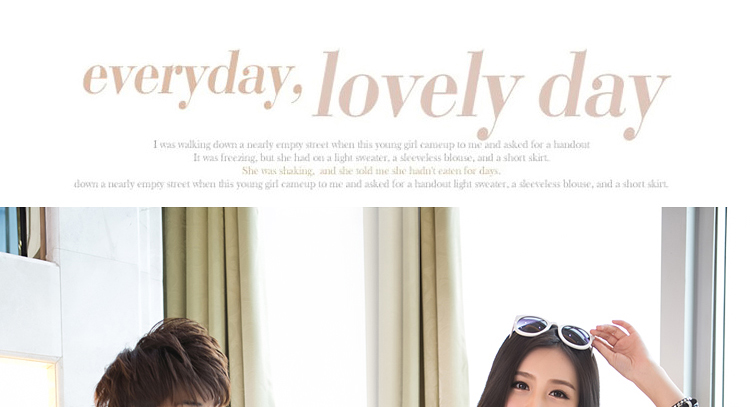 everyday, lovely day
I was walking down a nearly empty street when this young girl cameup to me and asked for a handout
It was freezing, but she had on a light sweater, a sleeveless blouse, and a short skirt.
She was shaking, and she told me she hadn't eaten for days.
down a nearly empty street when this young girl cameup to me and asked for a handout light sweater, a sleeveless blouse, and a short skirt.